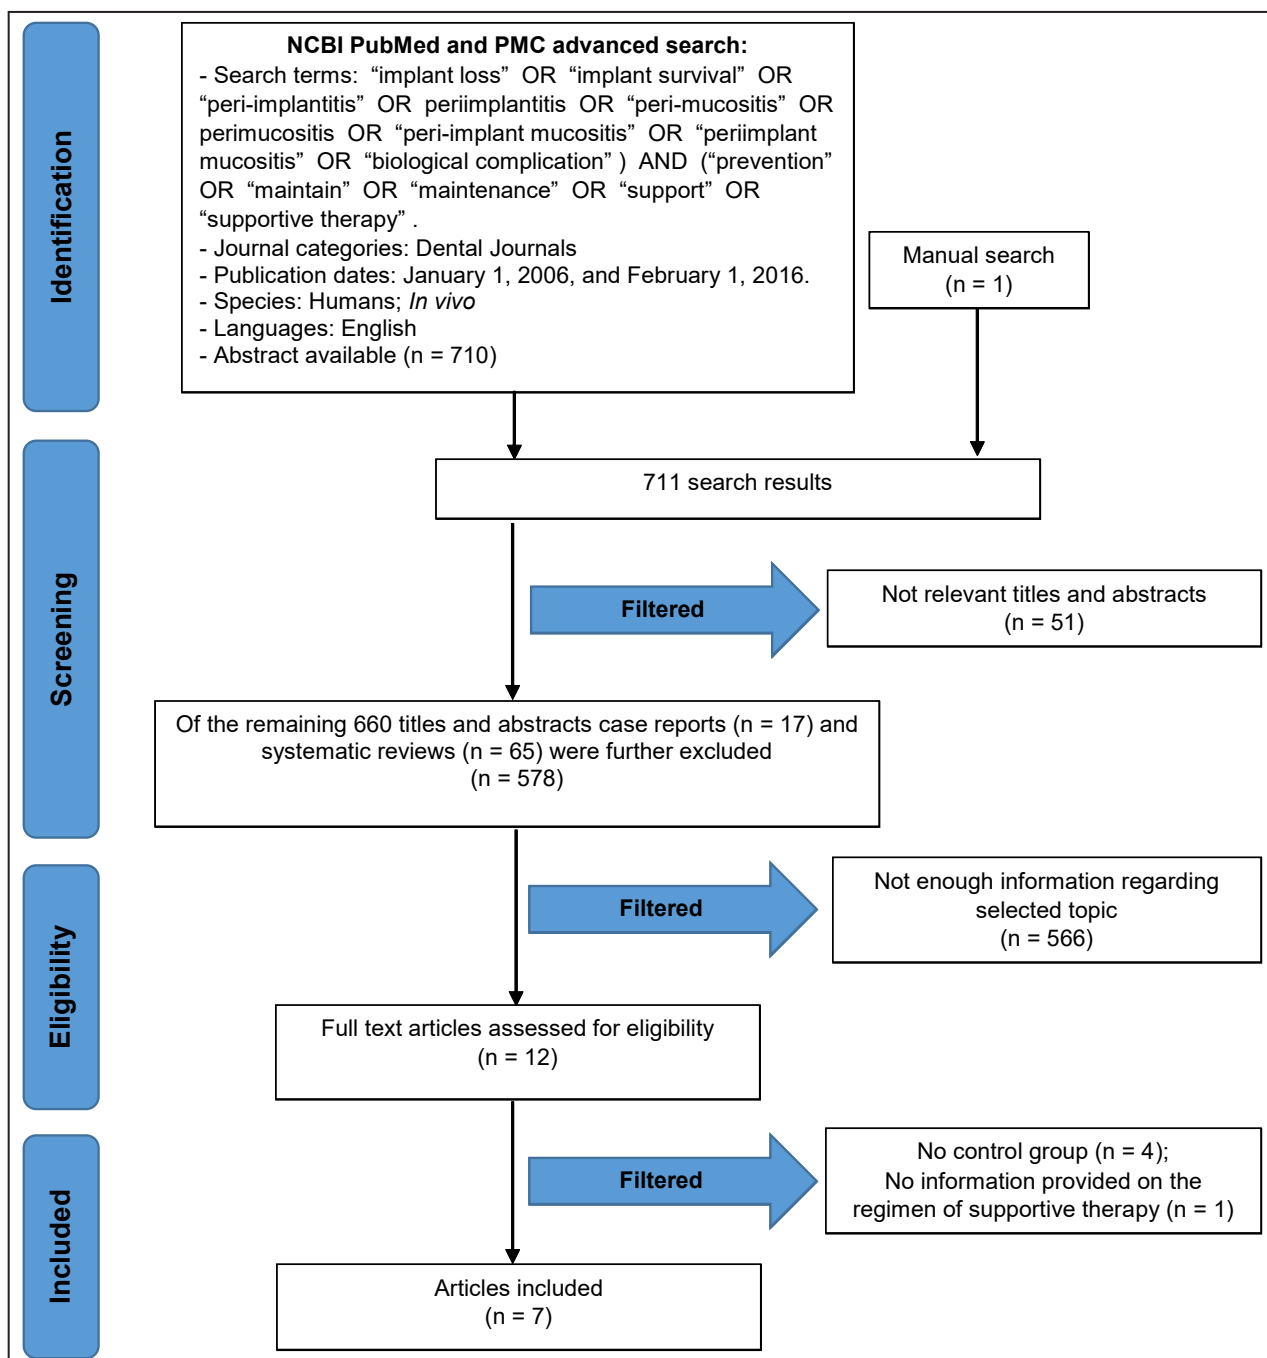 Identification
NCBI PubMed and PMC advanced search:
- Search terms: “implant loss” OR “implant survival” OR
“peri-implantitis” OR periimplantitis OR “peri-mucositis” OR
perimucositis OR “peri-implant mucositis” OR “periimplant
mucositis” OR “biological complication” ) AND (“prevention”
OR “maintain” OR “maintenance” OR “support” OR
“supportive therapy” .
- Journal categories: Dental Journals
- Publication dates: January 1, 2006, and February 1, 2016.
- Species: Humans; In vivo
- Languages: English
- Abstract available (n = 710)
Manual search
(n = 1)
Screening
711 search results
Filtered
Not relevant titles and abstracts
(n = 51)
Of the remaining 660 titles and abstracts case reports (n = 17) and
systematic reviews (n = 65) were further excluded
(n = 578)
Eligibility
Filtered
Not enough information regarding
selected topic
(n = 566)
Full text articles assessed for eligibility
(n = 12)
Included
Filtered
No control group (n = 4);
No information provided on the
regimen of supportive therapy (n = 1)
Articles included
(n = 7)